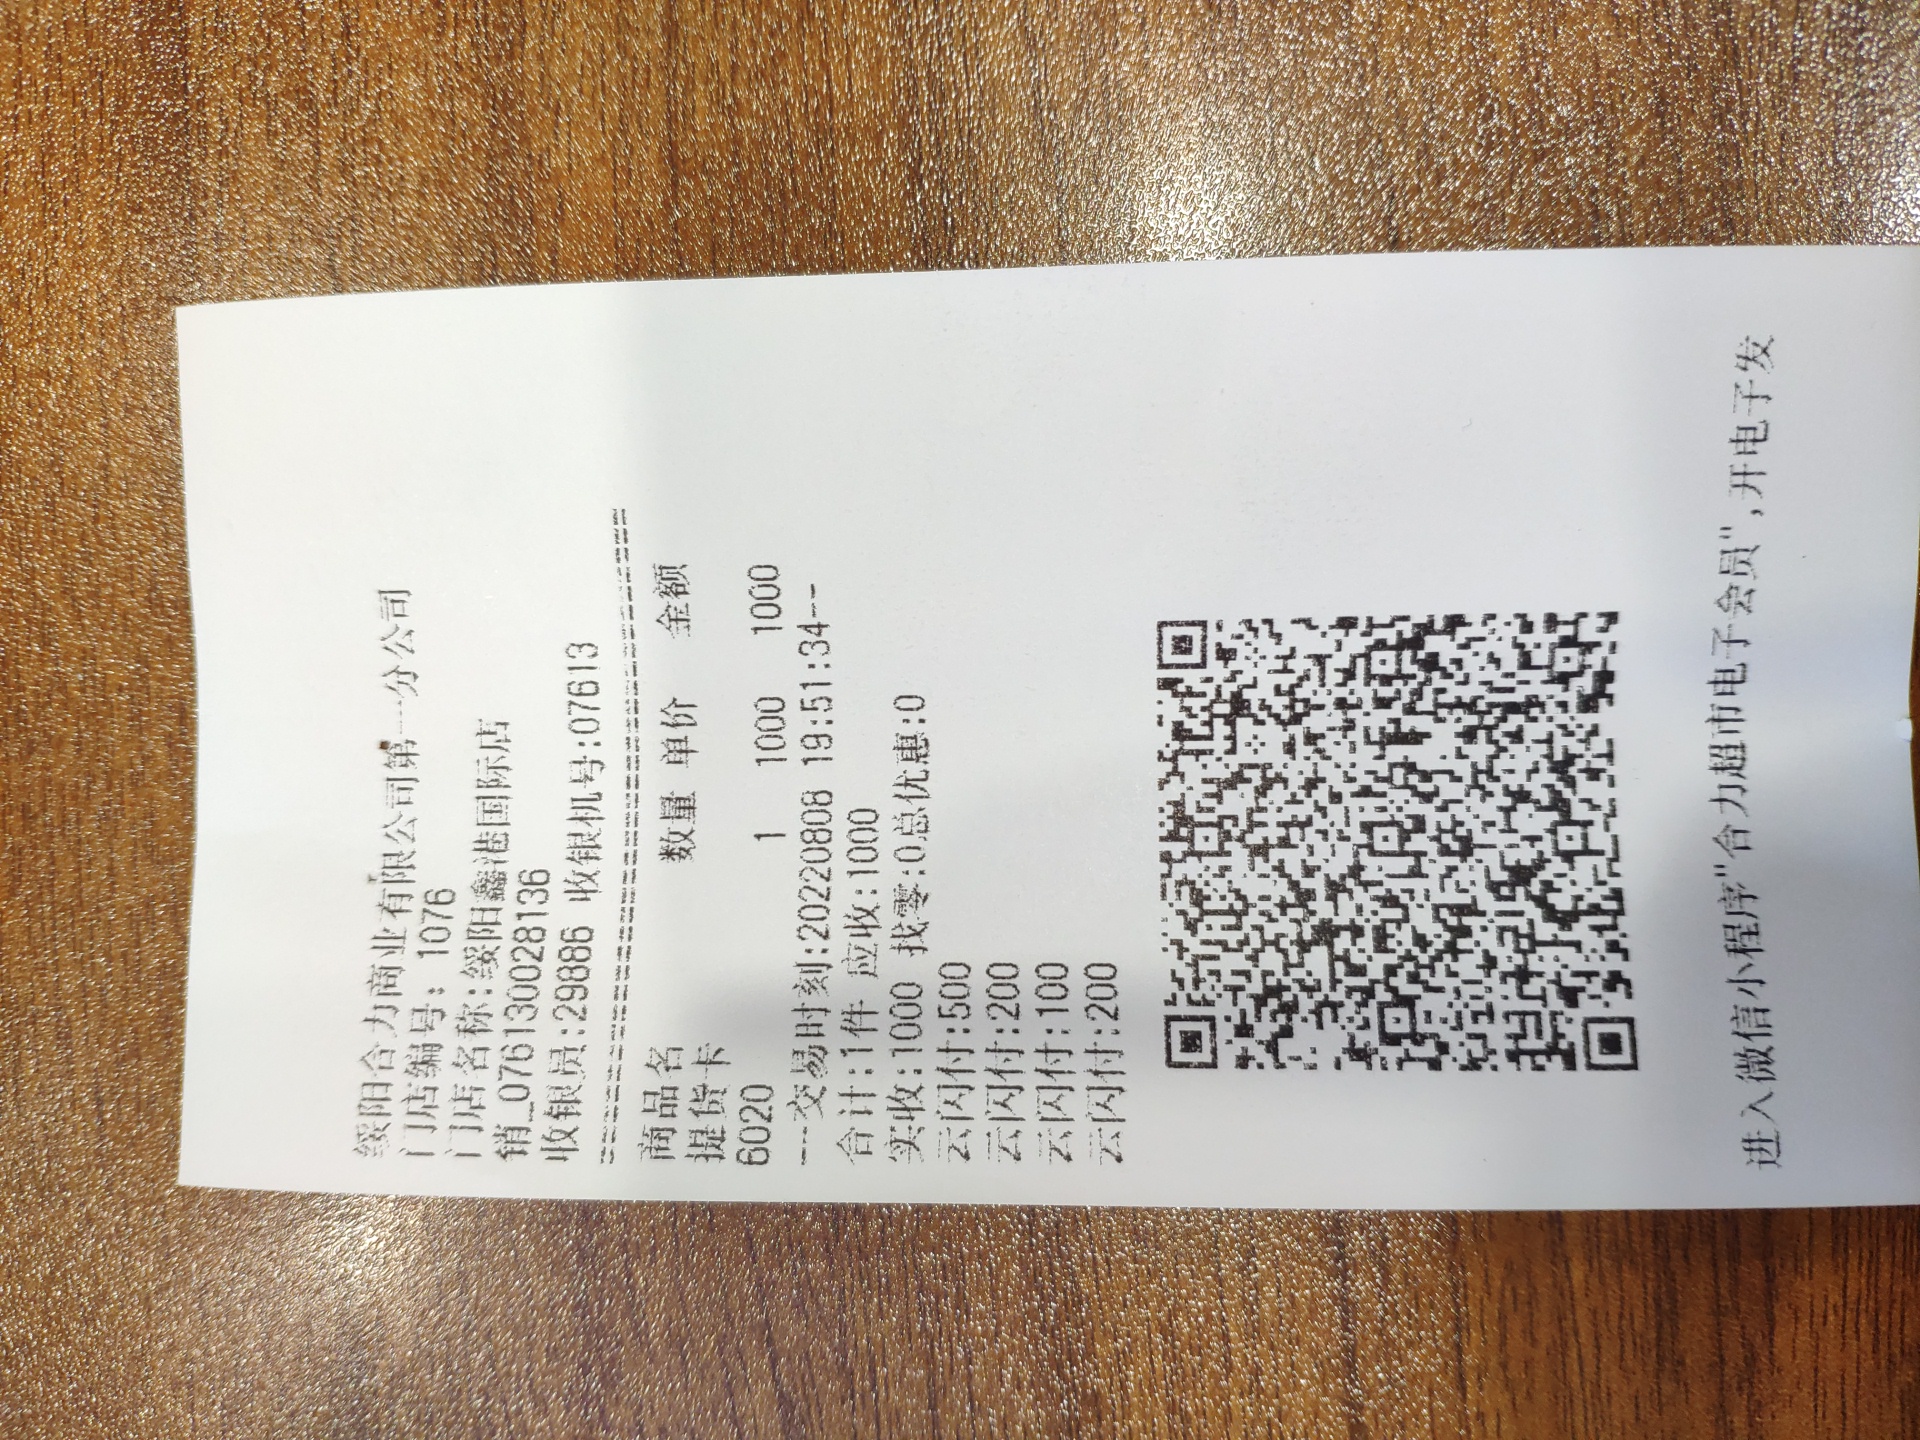 绥阳合力商业有限公司第一分公司
门店编号: 1076
门店名称:绥阳鑫港国际店
销_0761300028136
收银员:29886 收银机号:07613
商品名 数量 单价 金额
提货卡
6020 1 1000 1000
---交易时刻:20220808 19:51:34--
合计:1件 应收:1000
实收:1000 找零:0总优惠:0
云闪付:500
云闪付:200
云闪付:100
云闪付:200
进入微信小程序"合力超市电子会员",开电子发